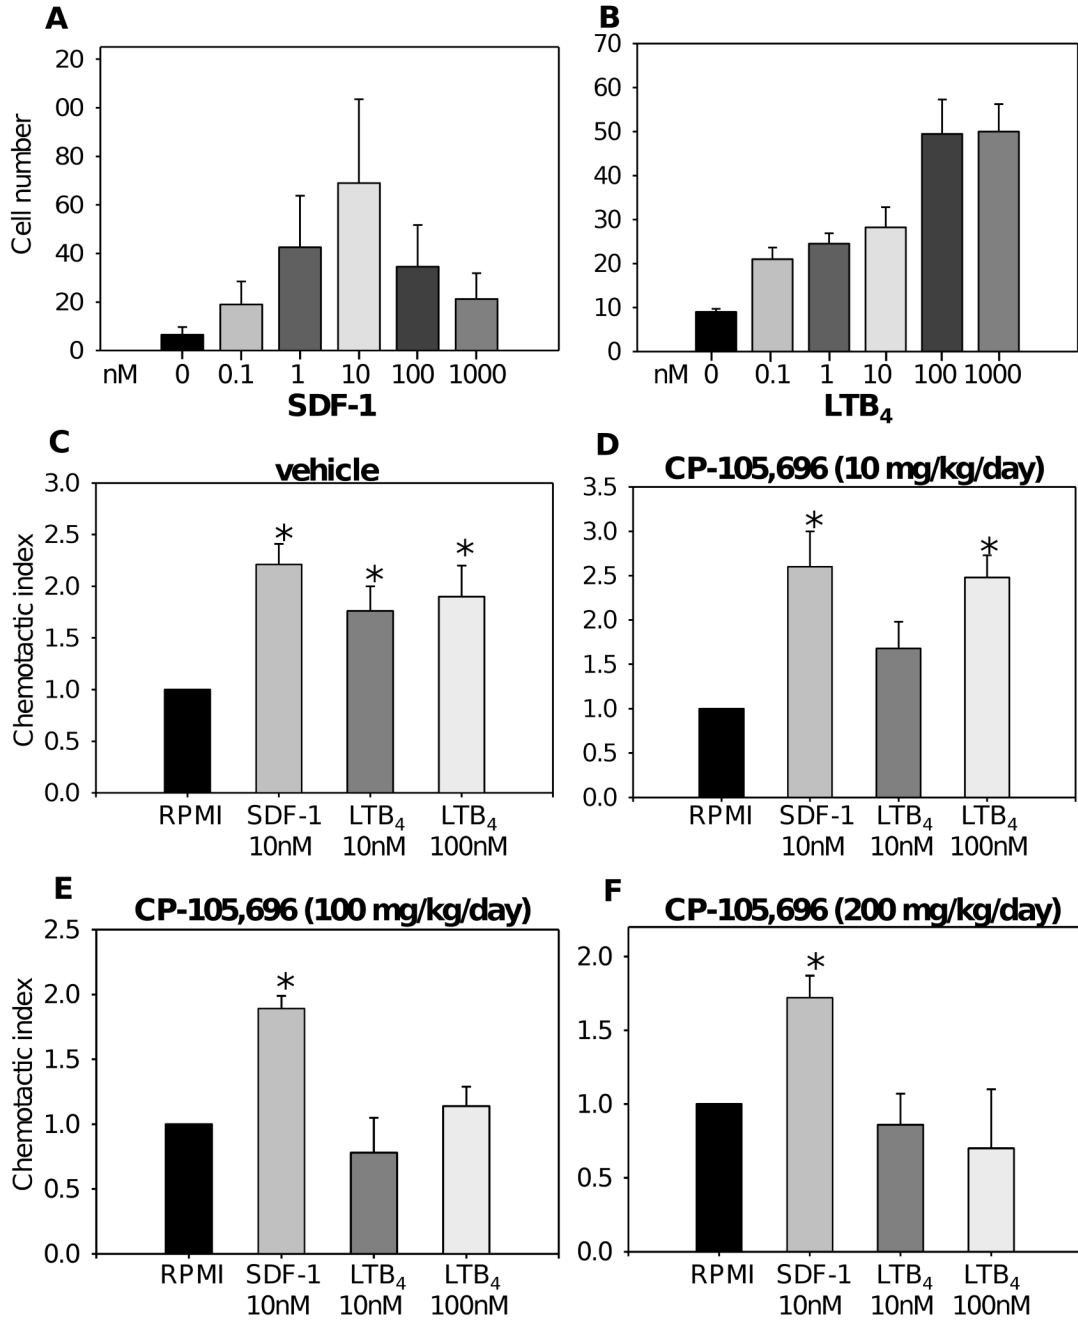 A
20
00
80
60
40
20
0
Cell number
nM 0 0.1 1 10 100 1000
SDF-1
B
70
60
50
40
30
20
10
0
nM 0 0.1 1 10 100 1000
LTB₄
C
vehicle
3.0
2.5
2.0
1.5
1.0
0.5
0.0
Chemotactic index
*
*
*
RPMI SDF-1 LTB₄ LTB₄
10nM 10nM 100nM
D
CP-105,696 (10 mg/kg/day)
3.5
3.0
2.5
2.0
1.5
1.0
0.5
0.0
*
*
RPMI SDF-1 LTB₄ LTB₄
10nM 10nM 100nM
E
CP-105,696 (100 mg/kg/day)
2.5
2.0
1.5
1.0
0.5
0.0
Chemotactic index
*
RPMI SDF-1 LTB₄ LTB₄
10nM 10nM 100nM
F
CP-105,696 (200 mg/kg/day)
2.0
1.5
1.0
0.5
0.0
*
RPMI SDF-1 LTB₄ LTB₄
10nM 10nM 100nM